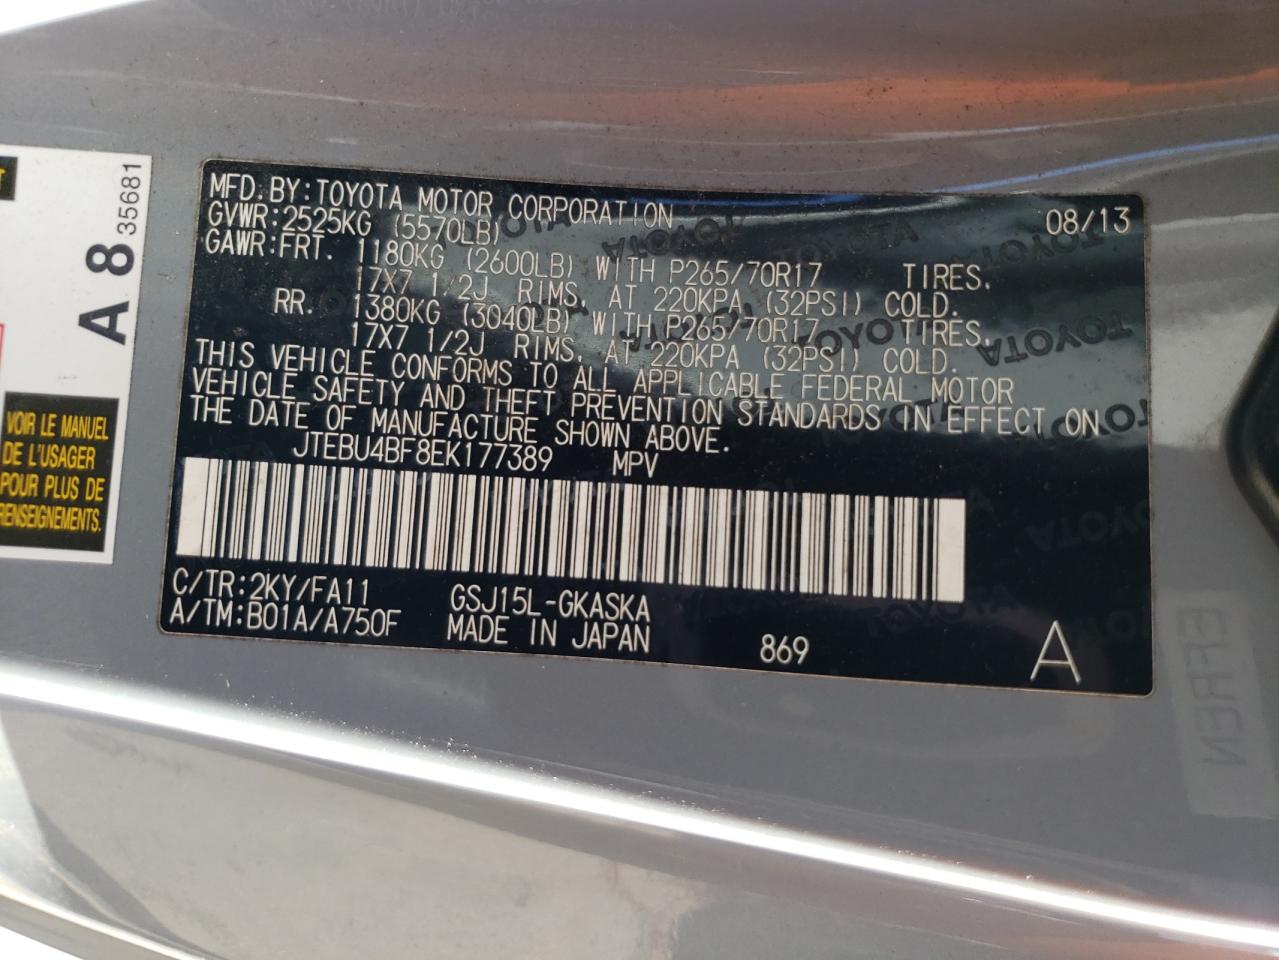 MFD. BY: TOYOTA MOTOR CORPORATION 08/13
GVWR: 2525KG (5570LB)
GAWR: FRT. 1180KG (2600LB) WITH P265/70R17 TIRES.
17X7 1/2J RIMS, AT 220KPA (32PSI) COLD.
RR. 1380KG (3040LB) WITH P265/70R17 TIRES.
17X7 1/2J RIMS, AT 220KPA (32PSI) COLD.
THIS VEHICLE CONFORMS TO ALL APPLICABLE FEDERAL MOTOR
VEHICLE SAFETY AND THEFT PREVENTION STANDARDS IN EFFECT ON
THE DATE OF MANUFACTURE SHOWN ABOVE.
JTEBU4BF8EK177389 MPV
C/TR: 2KY/FA11 GSJ15L-GKASKA
A/TM: B01A/A750F MADE IN JAPAN 869 A
A 8 35681
VOIR LE MANUEL
DE L'USAGER
POUR PLUS DE
RENSEIGNEMENTS.